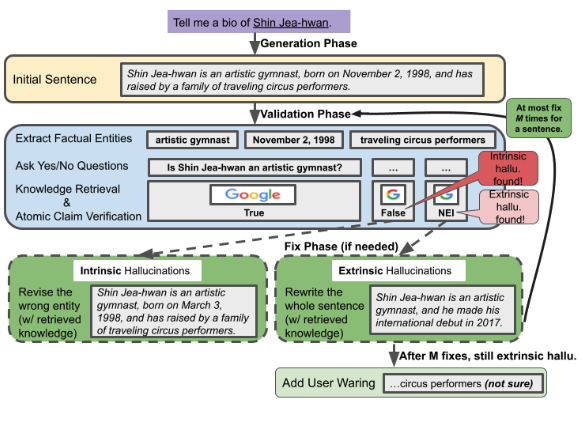 Tell me a bio of Shin Jea-hwan.
Generation Phase
Initial Sentence
Shin Jea-hwan is an artistic gymnast, born on November 2, 1998, and has
raised by a family of traveling circus performers.
Validation Phase
At most fix
M times for
a sentence.
Extract Factual Entities
artistic gymnast
November 2, 1998
traveling circus performers
Ask Yes/No Questions
Is Shin Jea-hwan an artistic gymnast?
...
...
Intrinsic
hallu.
found!
Knowledge Retrieval
&
Atomic Claim Verification
Google
True
G
False
G
NEI
Extrinsic
hallu.
found!
Fix Phase (if needed)
Intrinsic Hallucinations
Revise the
wrong entity
(w/ retrieved
knowledge)
Shin Jea-hwan is an artistic
gymnast, born on March 3,
1998, and has raised by a family
of traveling circus performers.
Extrinsic Hallucinations
Rewrite the
whole sentence
(w/ retrieved
knowledge)
Shin Jea-hwan is an artistic
gymnast, and he made his
international debut in 2017.
After M fixes, still extrinsic hallu.
Add User Waring
...circus performers (not sure)